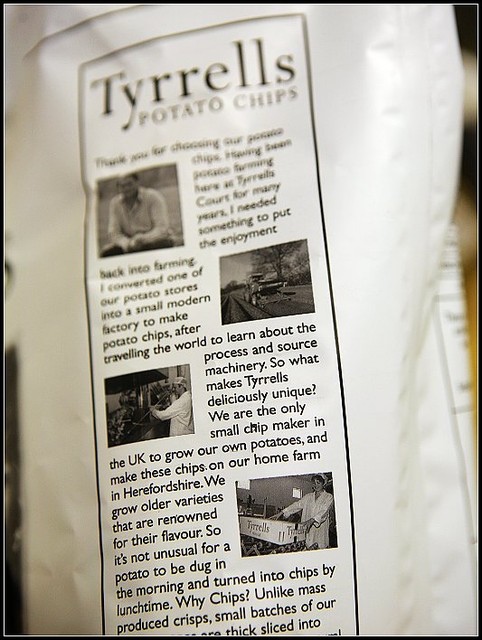 Tyrrells
POTATO CHIPS
Thank you for choosing our potato
chips. Having been
potato farming
here at Tyrrells
Court for many
years, I needed
something to put
the enjoyment
back into farming.
I converted one of
our potato stores
into a small modern
factory to make
potato chips, after
travelling the world to learn about the
process and source
machinery. So what
makes Tyrrells
deliciously unique?
We are the only
small chip maker in
the UK to grow our own potatoes, and
make these chips on our home farm
in Herefordshire. We
grow older varieties
that are renowned
for their flavour. So
it's not unusual for a
potato to be dug in
the morning and turned into chips by
lunchtime. Why Chips? Unlike mass
produced crisps, small batches of our
are thick sliced into
Tyrrells